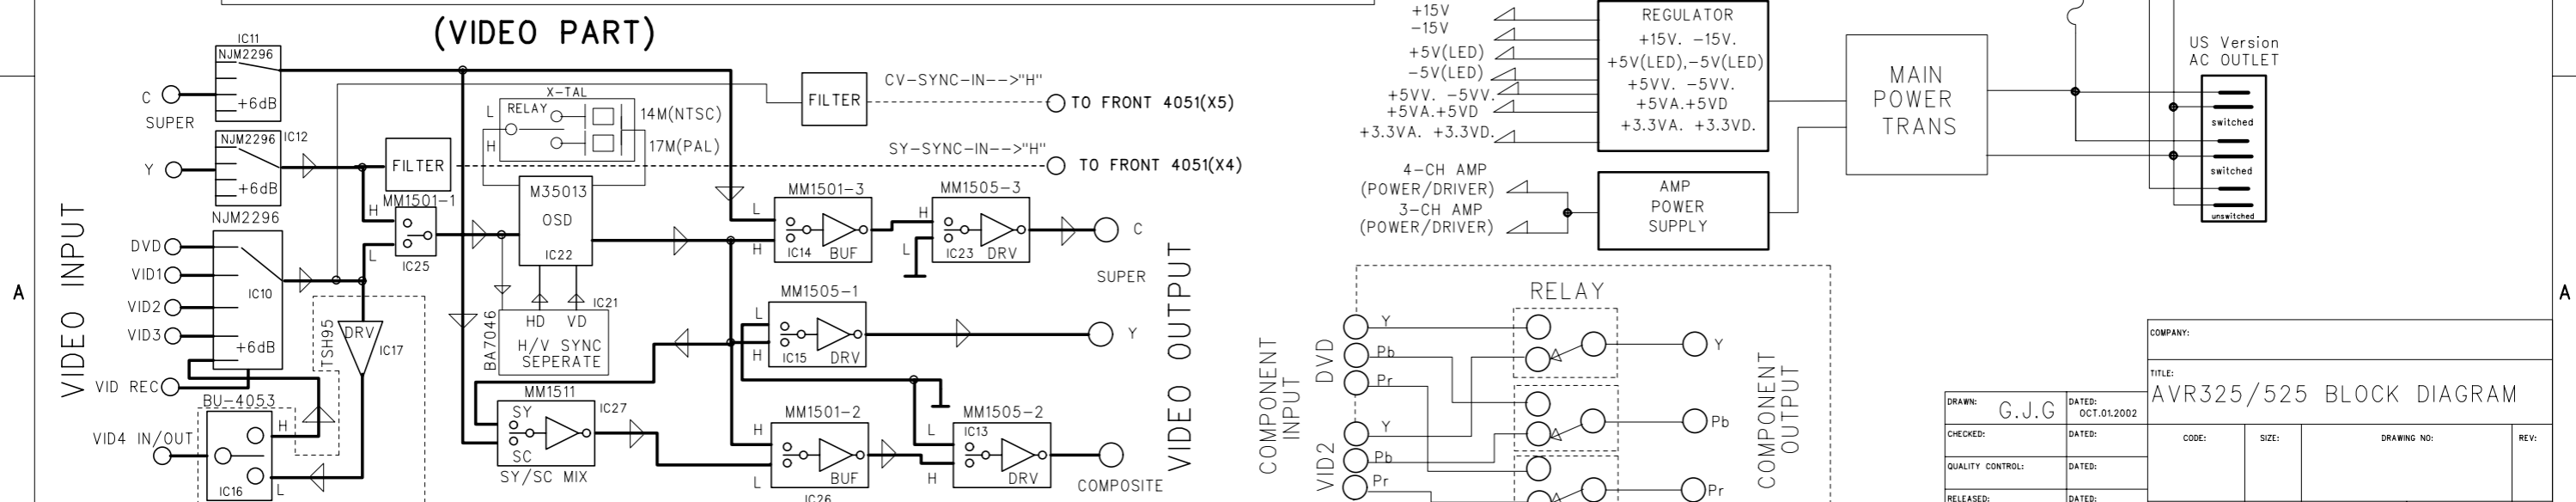 (VIDEO PART)
IC11
NJM2296
+6dB
C
SUPER
NJM2296
IC12
+6dB
Y
FILTER
MM1501-1
H
L
IC25
X-TAL
RELAY
L
H
14M(NTSC)
17M(PAL)
FILTER
CV-SYNC-IN-->"H"
TO FRONT 4051(X5)
SY-SYNC-IN-->"H"
TO FRONT 4051(X4)
M35013
OSD
IC22
NJM2296
DVD
VID1
VID2
VID3
IC10
+6dB
VID REC
VIDEO INPUT
BU-4053
VID4 IN/OUT
H
L
IC16
TSH95
DRV
IC17
BA7046
IC21
HD VD
H/V SYNC
SEPERATE
MM1511
SY
SC
IC27
SY/SC MIX
MM1501-3
L
H
IC14
BUF
MM1505-3
H
L
IC23
DRV
C
SUPER
MM1505-1
L
H
IC15
DRV
Y
MM1501-2
H
L
BUF
IC26
MM1505-2
IC13
L
H
DRV
COMPOSITE
VIDEO OUTPUT
+15V
-15V
+5V(LED)
-5V(LED)
+5VV. -5VV.
+5VA.+5VD
+3.3VA. +3.3VD.
REGULATOR
+15V. -15V.
+5V(LED),-5V(LED)
+5VV. -5VV.
+5VA.+5VD
+3.3VA. +3.3VD.
4-CH AMP
(POWER/DRIVER)
3-CH AMP
(POWER/DRIVER)
AMP
POWER
SUPPLY
MAIN
POWER
TRANS
US Version
AC OUTLET
switched
switched
unswitched
COMPONENT
INPUT
DVD
Y
Pb
Pr
VID2
Y
Pb
Pr
RELAY
Y
Pb
Pr
COMPONENT
OUTPUT
A
A
COMPANY:
TITLE:
AVR325/525 BLOCK DIAGRAM
DRAWN:
G.J.G
DATED:
OCT.01.2002
CHECKED:
DATED:
QUALITY CONTROL:
DATED:
RELEASED:
DATED:
CODE:
SIZE:
DRAWING NO:
REV: